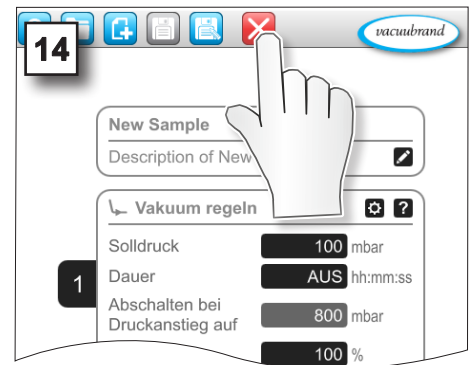 14
vacuubrand
New Sample
Description of New
Vakuum regeln ?
Solldruck 100 mbar
1
Dauer AUS hh:mm:ss
Abschalten bei
Druckanstieg auf 800 mbar
100 %